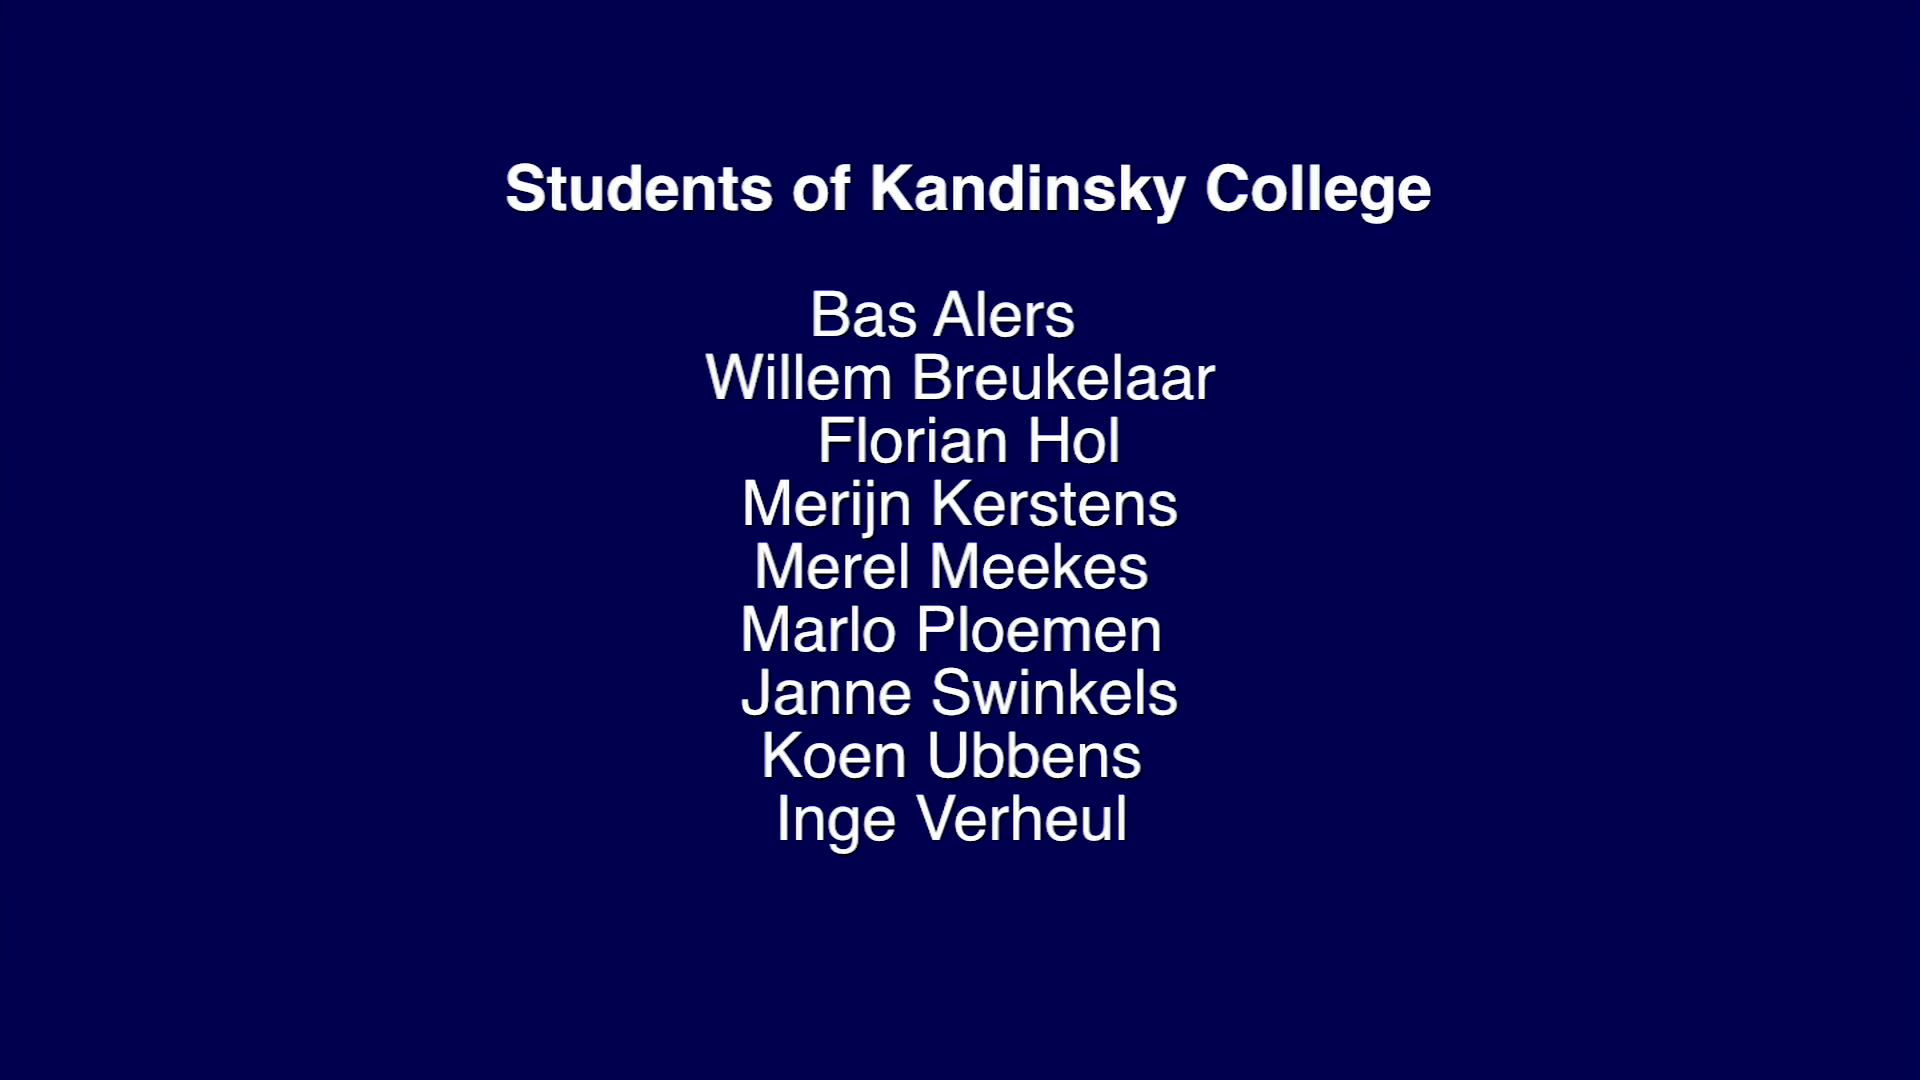 Students of Kandinsky College
Bas Alers
Willem Breukelaar
Florian Hol
Merijn Kerstens
Merel Meekes
Marlo Ploemen
Janne Swinkels
Koen Ubbens
Inge Verheul